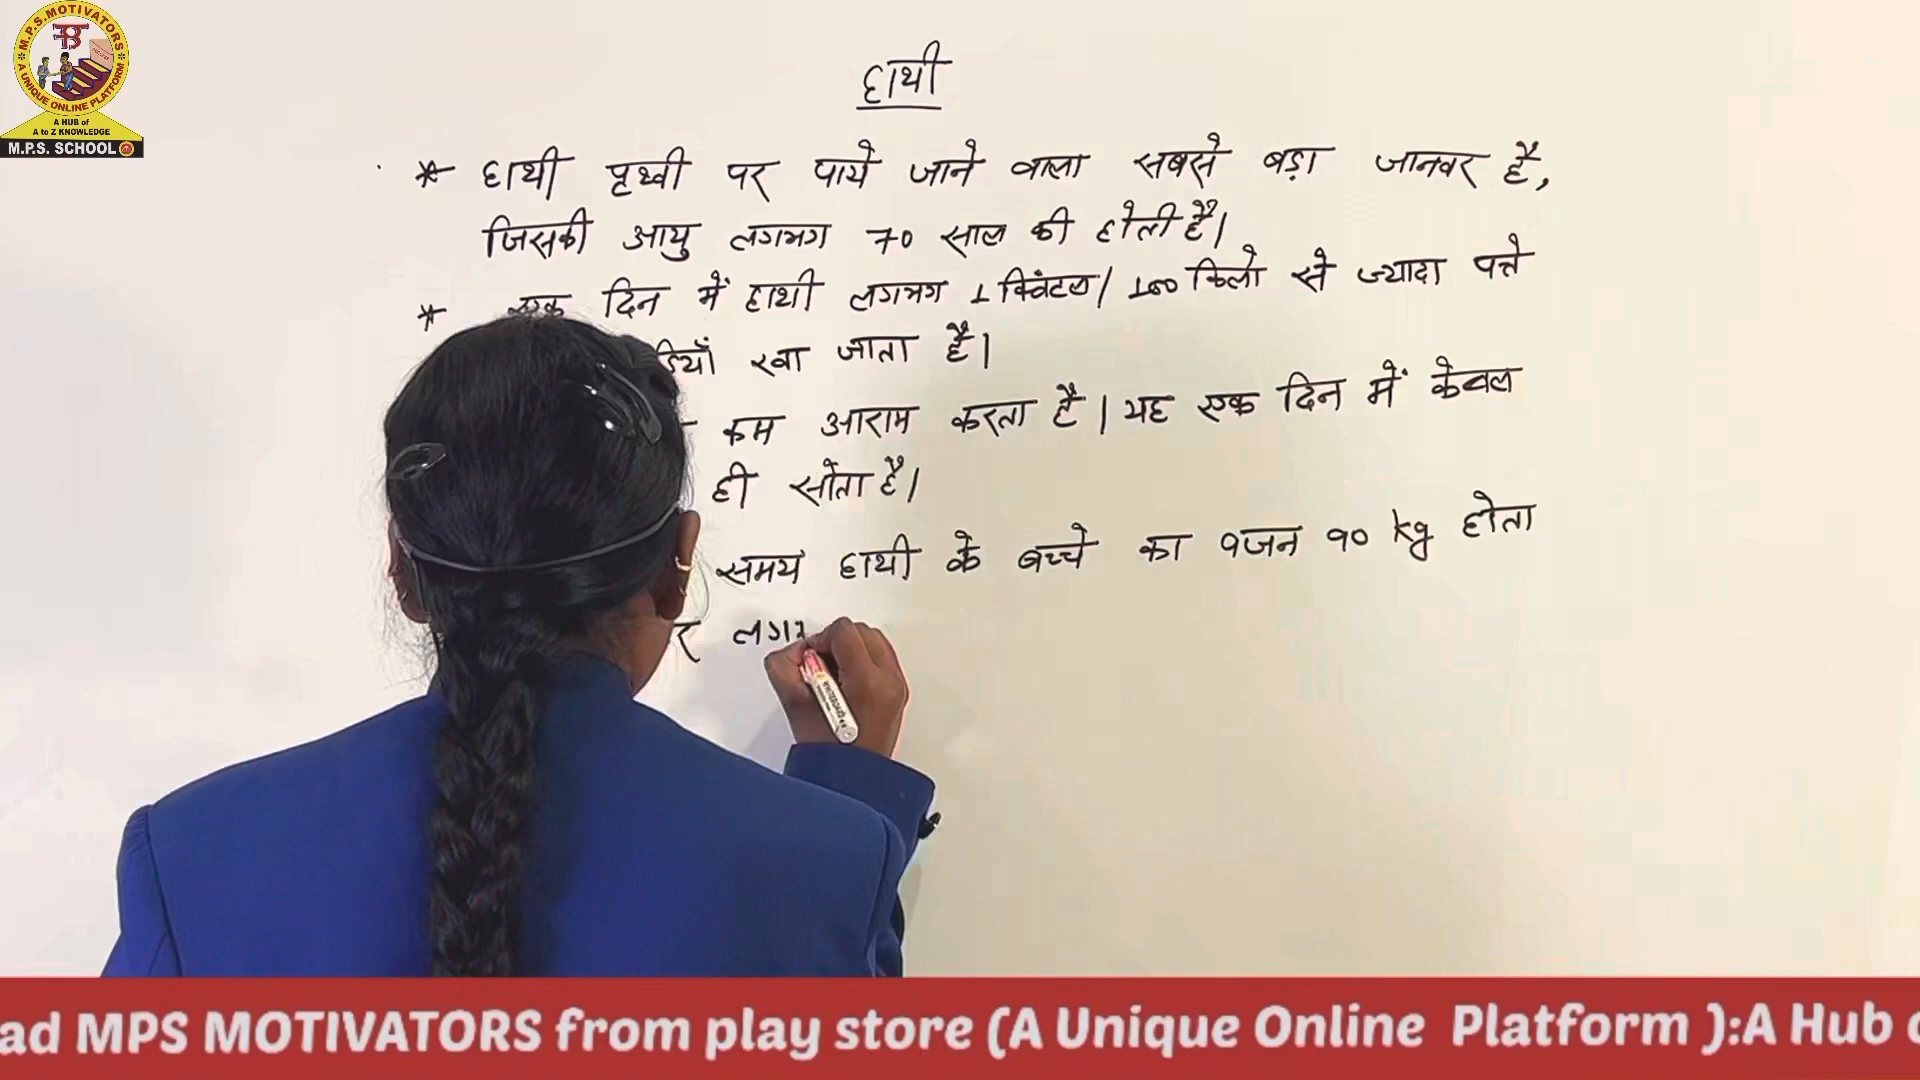 M.P.S. MOTIVATORS
A UNIQUE ONLINE PLATFORM
A HUB of
A to Z KNOWLEDGE
M.P.S. SCHOOL
हाथी
* हाथी पृथ्वी पर पाये जाने वाला सबसे बड़ा जानवर है,
जिसकी आयु लगभग 70 साल की होती है।
* एक दिन में हाथी लगभग 1 क्विंटल/ 100 किलो से ज्यादा पत्ते
खा जाता है।
कम आराम करता है। यह एक दिन में केवल
ही सोता है।
समय हाथी के बच्चे का वजन 90 kg होता
ad MPS MOTIVATORS from play store (A Unique Online Platform ):A Hub